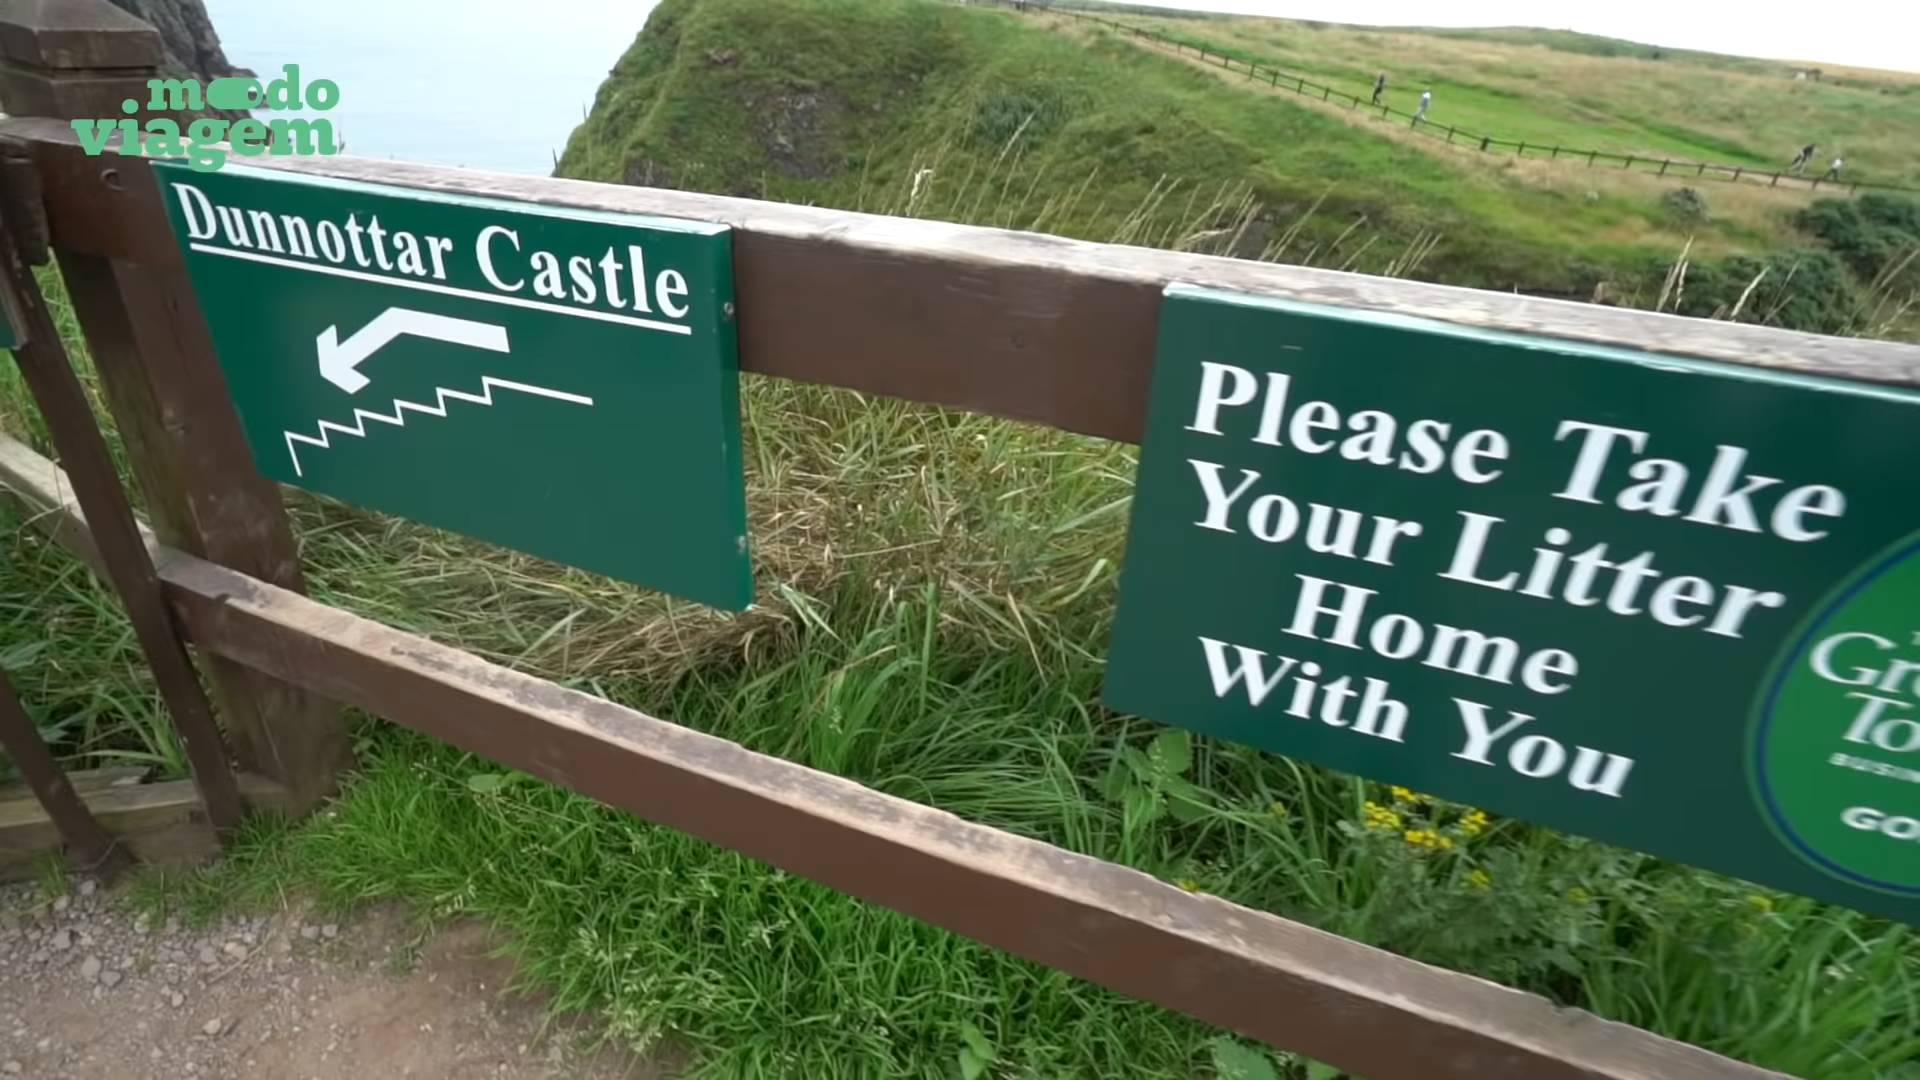 modo
viagem
Dunnottar Castle
Please Take
Your Litter
Home
With You